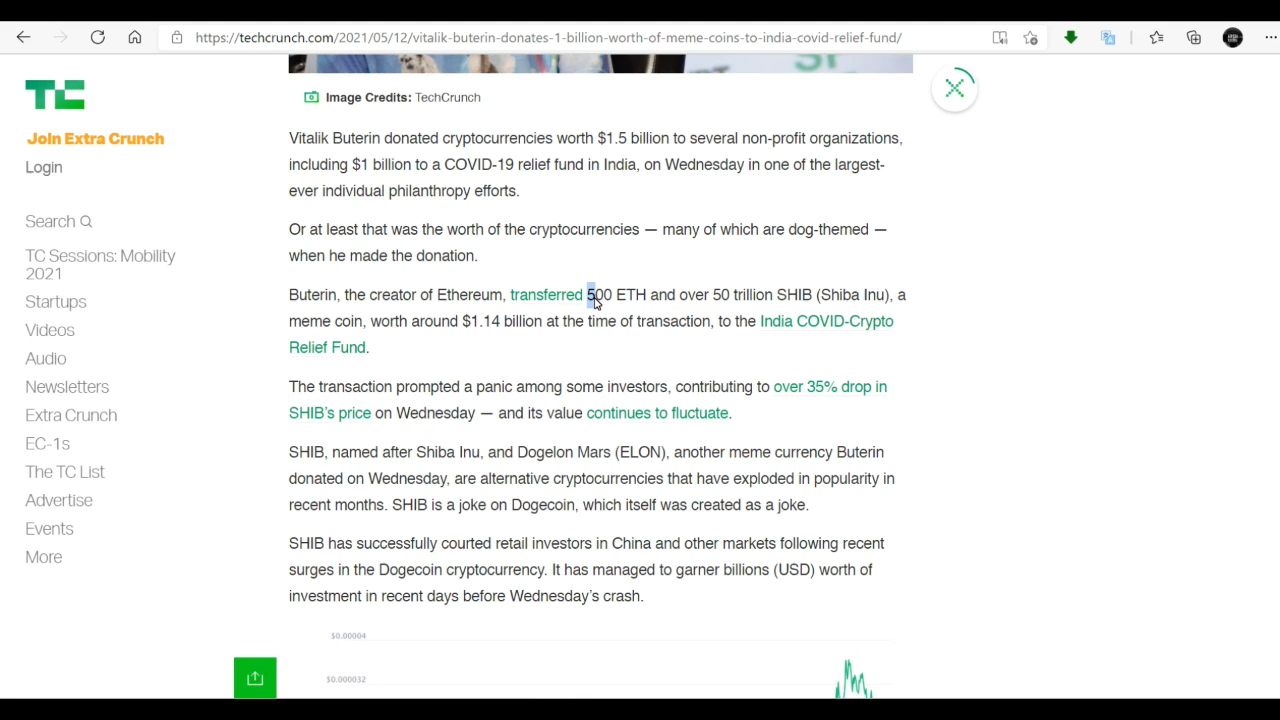 https://techcrunch.com/2021/05/12/vitalik-buterin-donates-1-billion-worth-of-meme-coins-to-india-covid-relief-fund/
TC
Join Extra Crunch
Login
Search
TC Sessions: Mobility
2021
Startups
Videos
Audio
Newsletters
Extra Crunch
EC-1s
The TC List
Advertise
Events
More
Image Credits: TechCrunch
Vitalik Buterin donated cryptocurrencies worth $1.5 billion to several non-profit organizations,
including $1 billion to a COVID-19 relief fund in India, on Wednesday in one of the largest-
ever individual philanthropy efforts.
Or at least that was the worth of the cryptocurrencies — many of which are dog-themed —
when he made the donation.
Buterin, the creator of Ethereum, transferred 500 ETH and over 50 trillion SHIB (Shiba Inu), a
meme coin, worth around $1.14 billion at the time of transaction, to the India COVID-Crypto
Relief Fund.
The transaction prompted a panic among some investors, contributing to over 35% drop in
SHIB's price on Wednesday — and its value continues to fluctuate.
SHIB, named after Shiba Inu, and Dogelon Mars (ELON), another meme currency Buterin
donated on Wednesday, are alternative cryptocurrencies that have exploded in popularity in
recent months. SHIB is a joke on Dogecoin, which itself was created as a joke.
SHIB has successfully courted retail investors in China and other markets following recent
surges in the Dogecoin cryptocurrency. It has managed to garner billions (USD) worth of
investment in recent days before Wednesday's crash.
$0.00004
$0.000032